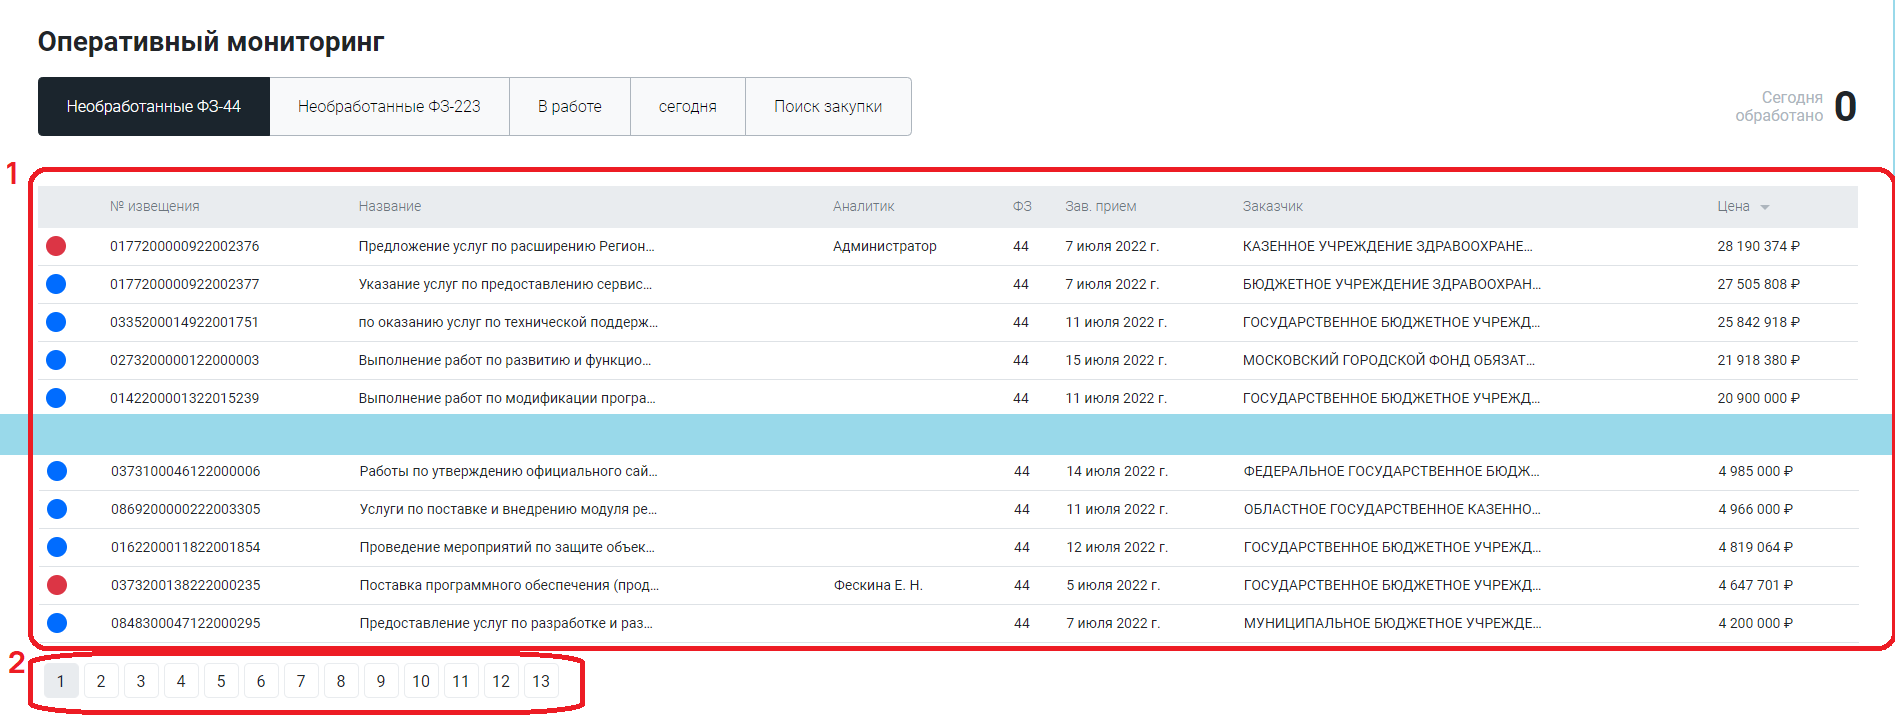 Оперативный мониторинг
Необработанные ФЗ-44 Необработанные ФЗ-223 В работе сегодня Поиск закупки
Сегодня обработано 0
1
№ извещения Название Аналитик ФЗ Зав. прием Заказчик Цена
0177200000922002376 Предложение услуг по расширению Регион... Администратор 44 7 июля 2022 г. КАЗЕННОЕ УЧРЕЖДЕНИЕ ЗДРАВООХРАНЕ... 28 190 374 ₽
0177200000922002377 Указание услуг по предоставлению сервис... 44 7 июля 2022 г. БЮДЖЕТНОЕ УЧРЕЖДЕНИЕ ЗДРАВООХРАН... 27 505 808 ₽
0335200014922001751 по оказанию услуг по технической поддерж... 44 11 июля 2022 г. ГОСУДАРСТВЕННОЕ БЮДЖЕТНОЕ УЧРЕЖД... 25 842 918 ₽
0273200000122000003 Выполнение работ по развитию и функцио... 44 15 июля 2022 г. МОСКОВСКИЙ ГОРОДСКОЙ ФОНД ОБЯЗАТ... 21 918 380 ₽
0142200001322015239 Выполнение работ по модификации програ... 44 11 июля 2022 г. ГОСУДАРСТВЕННОЕ БЮДЖЕТНОЕ УЧРЕЖД... 20 900 000 ₽
0373100046122000006 Работы по утверждению официального сай... 44 14 июля 2022 г. ФЕДЕРАЛЬНОЕ ГОСУДАРСТВЕННОЕ БЮДЖ... 4 985 000 ₽
0869200000222003305 Услуги по поставке и внедрению модуля ре... 44 11 июля 2022 г. ОБЛАСТНОЕ ГОСУДАРСТВЕННОЕ КАЗЕННО... 4 966 000 ₽
0162200011822001854 Проведение мероприятий по защите объек... 44 12 июля 2022 г. ГОСУДАРСТВЕННОЕ БЮДЖЕТНОЕ УЧРЕЖД... 4 819 064 ₽
0373200138222000235 Поставка программного обеспечения (прод... Фескина Е. Н. 44 5 июля 2022 г. ГОСУДАРСТВЕННОЕ БЮДЖЕТНОЕ УЧРЕЖД... 4 647 701 ₽
0848300047122000295 Предоставление услуг по разработке и раз... 44 7 июля 2022 г. МУНИЦИПАЛЬНОЕ БЮДЖЕТНОЕ УЧРЕЖДЕ... 4 200 000 ₽
2
1 2 3 4 5 6 7 8 9 10 11 12 13